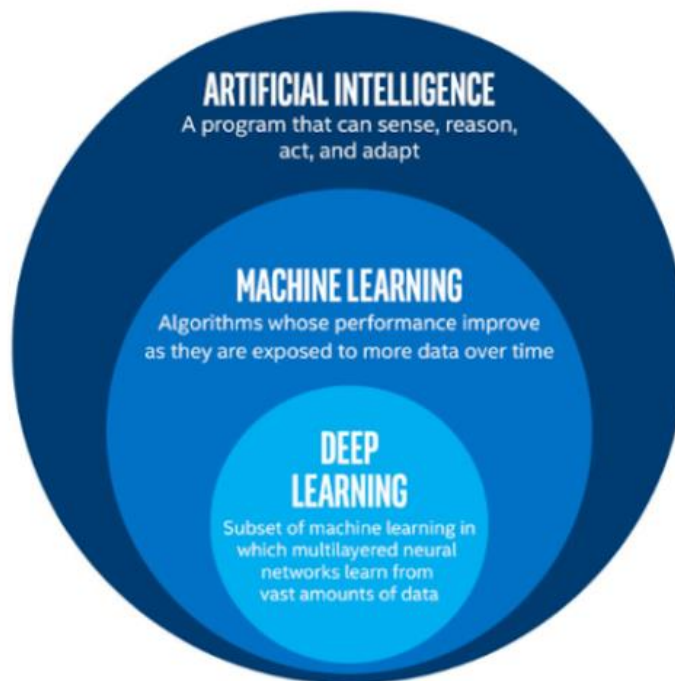 ARTIFICIAL INTELLIGENCE
A program that can sense, reason,
act, and adapt
MACHINE LEARNING
Algorithms whose performance improve
as they are exposed to more data over time
DEEP
LEARNING
Subset of machine learning in
which multilayered neural
networks learn from
vast amounts of data